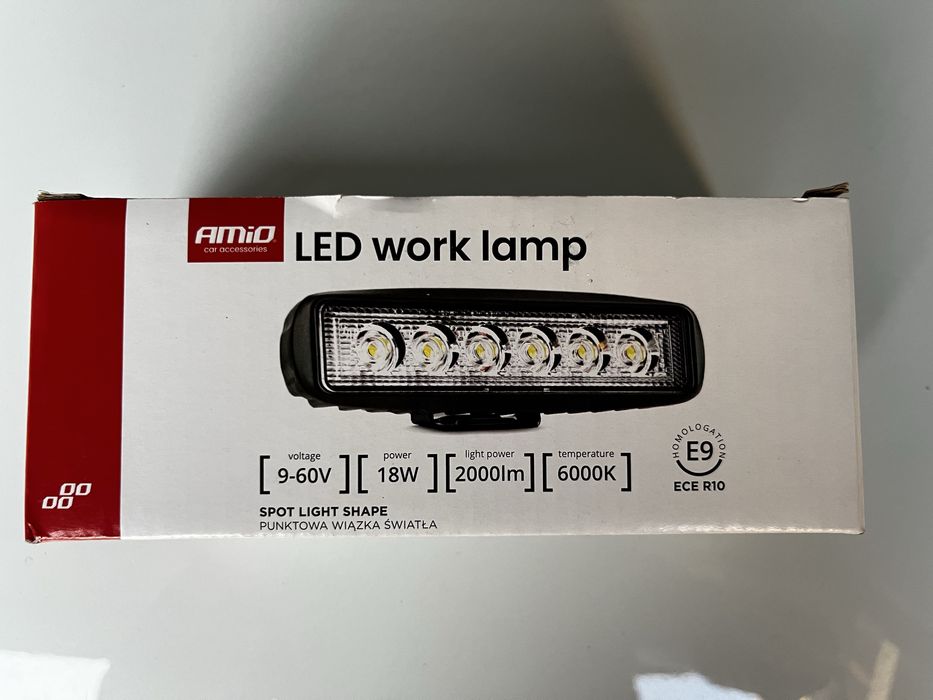 AMiO
car accessories
LED work lamp
voltage
9-60V
power
18W
light power
2000lm
temperature
6000K
HOMOLOGATION
E9
ECE R10
SPOT LIGHT SHAPE
PUNKTOWA WIĄZKA ŚWIATŁA